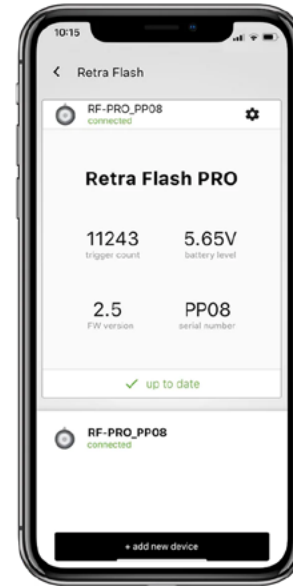 10:15
Retra Flash
RF-PRO_PP08
connected
Retra Flash PRO
11243 5.65V
trigger count battery level
2.5 PP08
FW version serial number
up to date
RF-PRO_PP08
connected
+ add new device